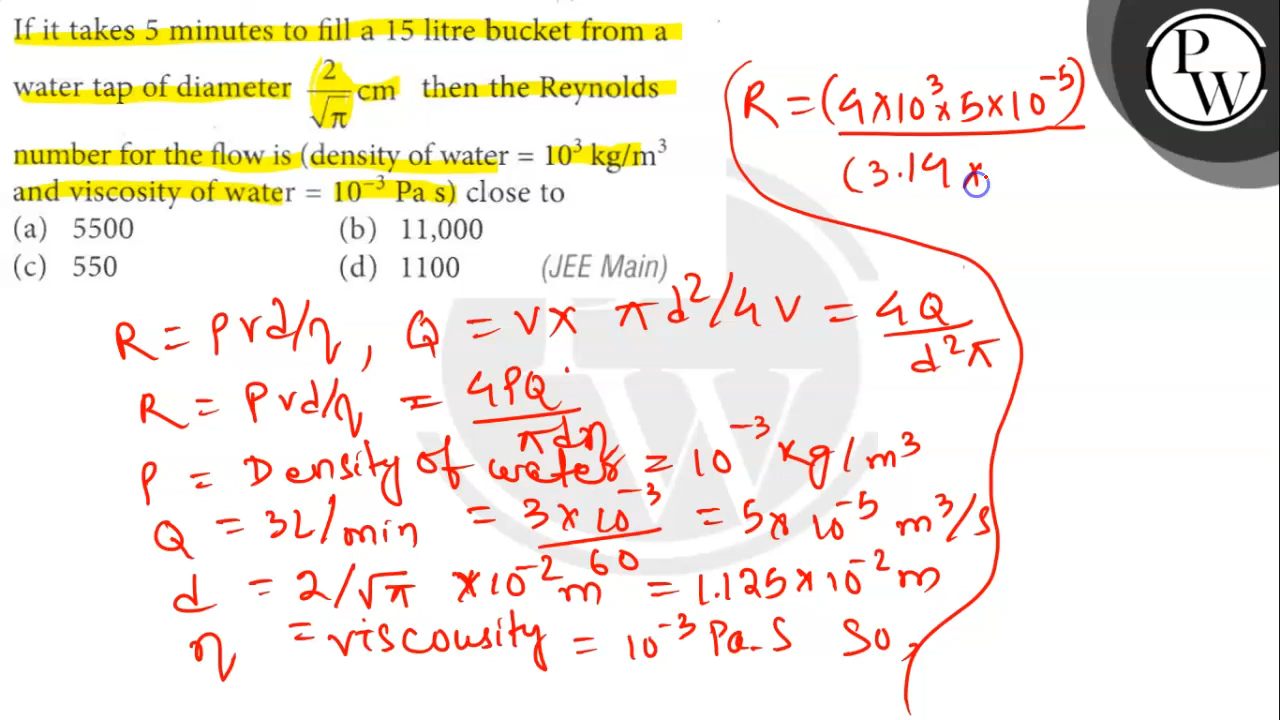 If it takes 5 minutes to fill a 15 litre bucket from a
water tap of diameter 2/√π cm then the Reynolds
number for the flow is (density of water = 10³ kg/m³
and viscosity of water = 10⁻³ Pa s) close to
(a) 5500 (b) 11,000
(c) 550 (d) 1100 (JEE Main)
R = ρvd/η, Q = v× πd²/4 v = 4Q/d²π
R = ρvd/η = 4ρQ/πdη
ρ = Density of water = 10⁻³ kg/m³
Q = 3L/min = 3×10⁻³/60 = 5×10⁻⁵ m³/s
d = 2/√π ×10⁻² m = 1.125×10⁻² m
η = viscousity = 10⁻³ Pa.S So,
R = (4×10³×5×10⁻⁵)
(3.14 ×
P
W